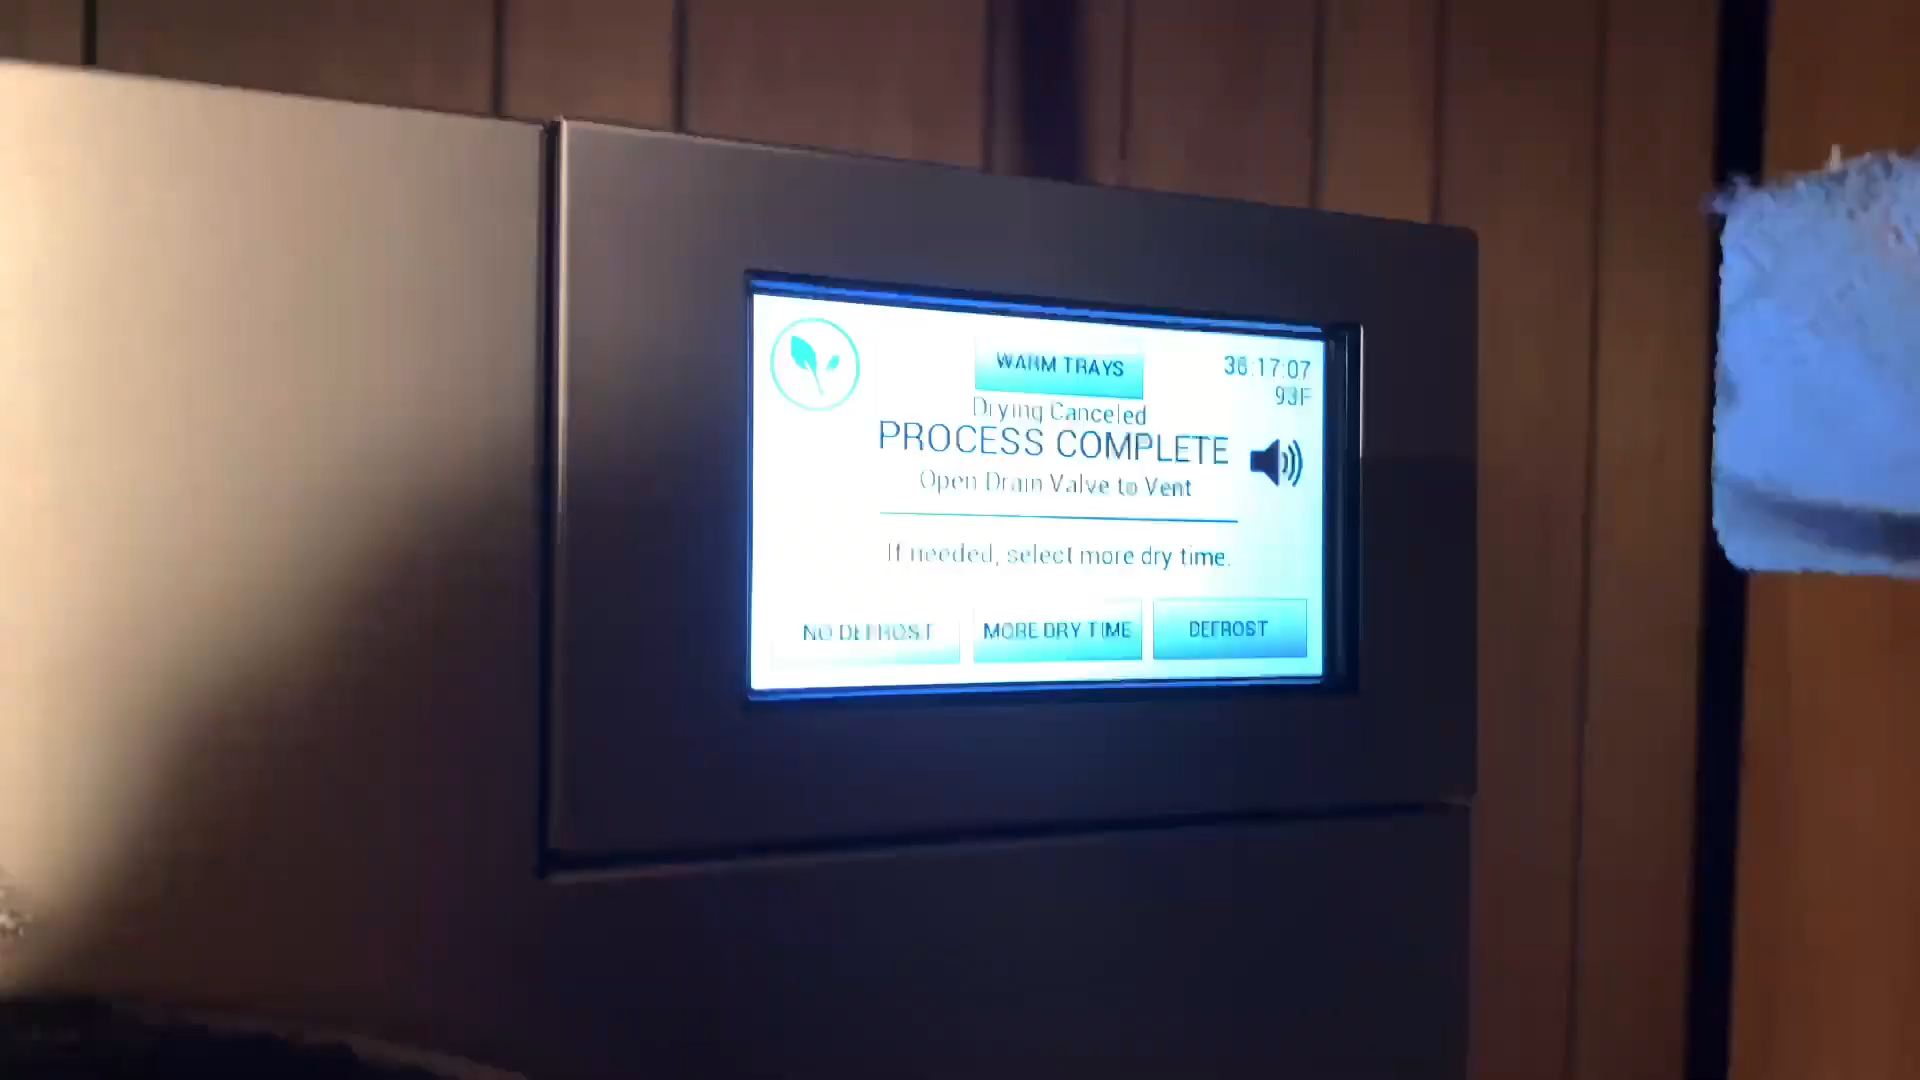 WARM TRAYS
36:17:07
93F
Drying Canceled
PROCESS COMPLETE
Open Drain Valve to Vent
If needed, select more dry time.
NO DEFROST
MORE DRY TIME
DEFROST